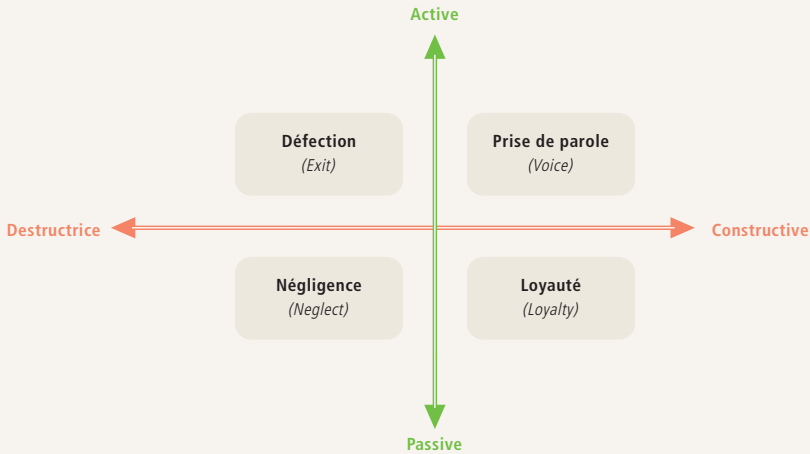 Active
Défection
(Exit)
Prise de parole
(Voice)
Destructrice
Constructive
Négligence
(Neglect)
Loyauté
(Loyalty)
Passive